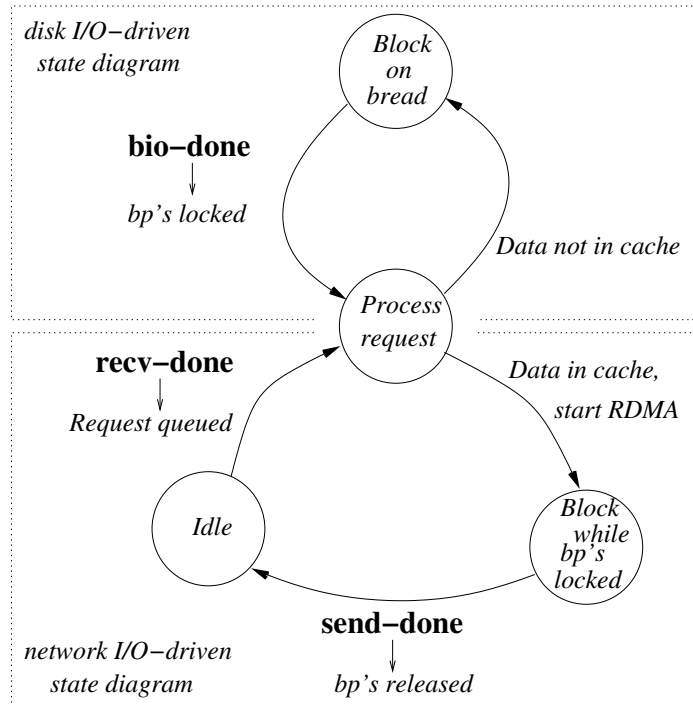 disk I/O−driven
state diagram
Block
on
bread
bio−done
bp's locked
Data not in cache
Process
request
recv−done
Request queued
Data in cache,
start RDMA
Idle
Block
while
bp's
locked
send−done
bp's released
network I/O−driven
state diagram